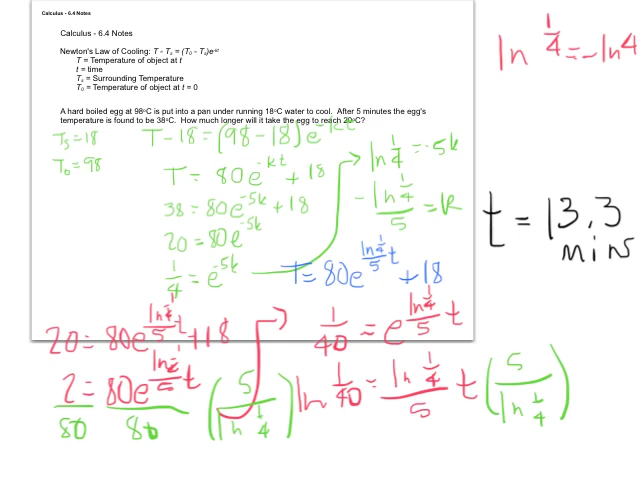 Calculus - 6.4 Notes
Calculus - 6.4 Notes
Newton's Law of Cooling: T - Tₛ = (T₀ - Tₛ)e⁻ᵏᵗ
T = Temperature of object at t
t = time
Tₛ = Surrounding Temperature
T₀ = Temperature of object at t = 0
A hard boiled egg at 98°C is put into a pan under running 18°C water to cool. After 5 minutes the egg's
temperature is found to be 38°C. How much longer will it take the egg to reach 20°C?
Tₛ = 18
T₀ = 98
T - 18 = (98 - 18)e^-kt
T = 80e^-kt + 18
38 = 80e^-5k + 18
20 = 80e^-5k
1/4 = e^-5k
ln 1/4 = -5k
- ln 1/4 / 5 = k
T = 80e^(ln 1/4 / 5 t) + 18
20 = 80e^(ln 1/4 / 5 t) + 18
2 = 80e^(ln 1/4 / 5 t)
80 80
1/40 = e^(ln 1/4 / 5 t)
(5 / ln 1/4) ln 1/40 = ln 1/4 / 5 t (5 / ln 1/4)
ln 1/4 = -ln 4
t = 13.3
mins